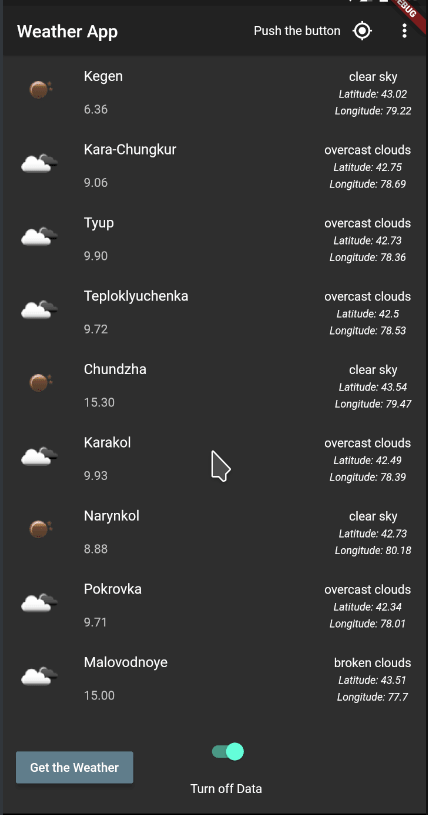 DEBUG
Weather App
Push the button
Kegen
clear sky
Latitude: 43.02
6.36
Longitude: 79.22
Kara-Chungkur
overcast clouds
Latitude: 42.75
9.06
Longitude: 78.69
Tyup
overcast clouds
Latitude: 42.73
9.90
Longitude: 78.36
Teploklyuchenka
overcast clouds
Latitude: 42.5
9.72
Longitude: 78.53
Chundzha
clear sky
Latitude: 43.54
15.30
Longitude: 79.47
Karakol
overcast clouds
Latitude: 42.49
9.93
Longitude: 78.39
Narynkol
clear sky
Latitude: 42.73
8.88
Longitude: 80.18
Pokrovka
overcast clouds
Latitude: 42.34
9.71
Longitude: 78.01
Malovodnoye
broken clouds
Latitude: 43.51
15.00
Longitude: 77.7
Get the Weather
Turn off Data